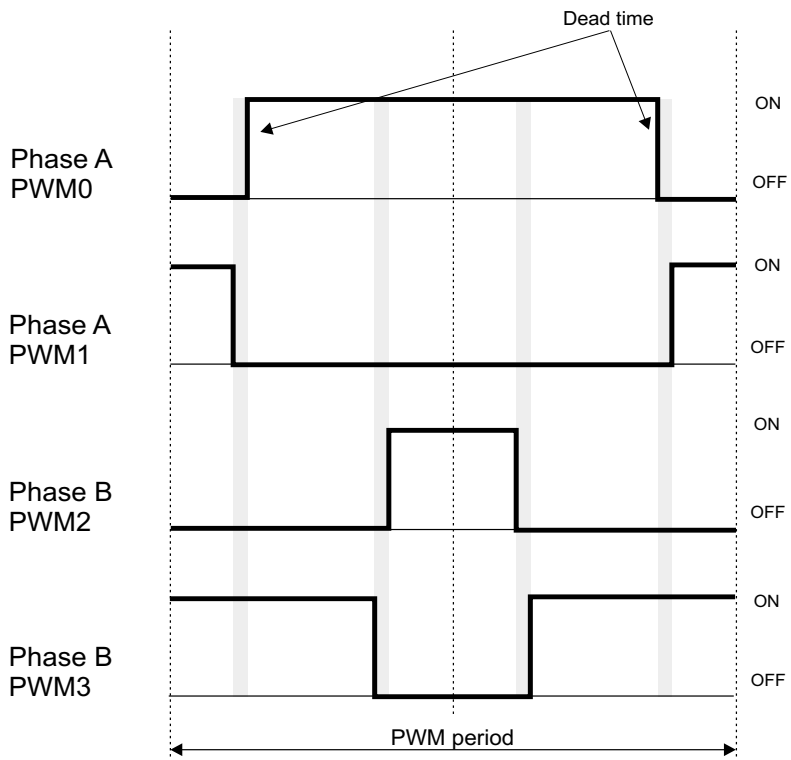 Dead time
ON
Phase A
PWM0
OFF
ON
Phase A
PWM1
OFF
ON
Phase B
PWM2
OFF
ON
Phase B
PWM3
OFF
PWM period